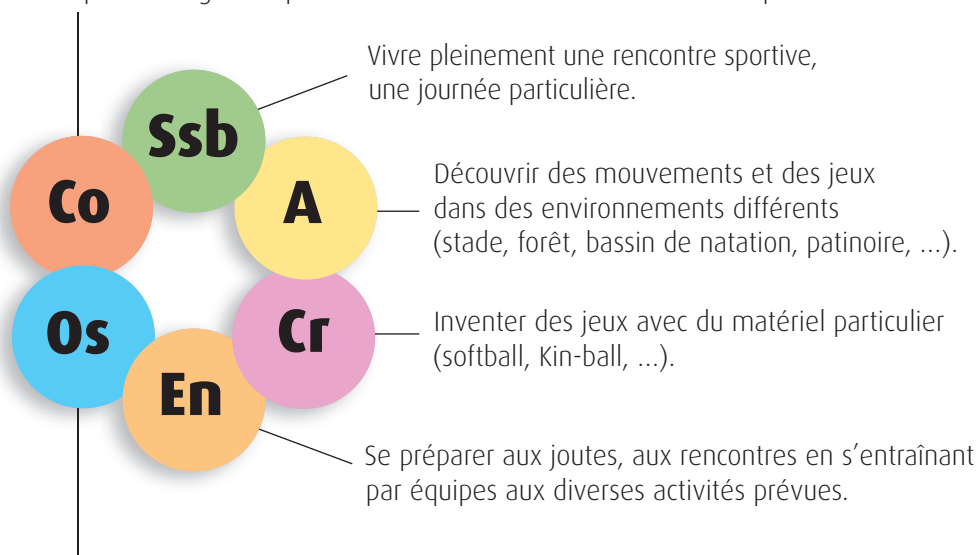 Vivre pleinement une rencontre sportive,
une journée particulière.
Ssb
Co
A
Découvrir des mouvements et des jeux
dans des environnements différents
(stade, forêt, bassin de natation, patinoire, ...).
Os
Cr
Inventer des jeux avec du matériel particulier
(softball, Kin-ball, ...).
En
Se préparer aux joutes, aux rencontres en s'entraînant
par équipes aux diverses activités prévues.